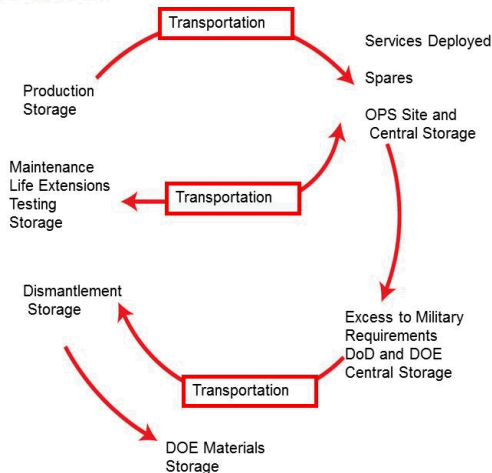 Transportation
Services Deployed
Spares
OPS Site and
Central Storage
Production
Storage
Maintenance
Life Extensions
Testing
Storage
Transportation
Dismantlement
Storage
Excess to Military
Requirements
DoD and DOE
Central Storage
Transportation
DOE Materials
Storage